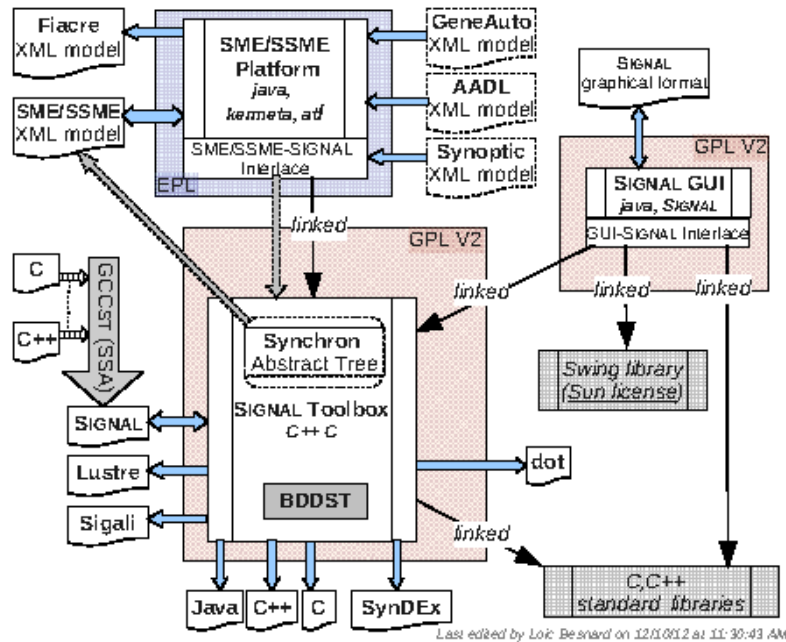 Fiacre
XML model
SME/SSME
XML model
SME/SSME
Platform
java,
kermeta, atl
SME/SSME-SIGNAL
Interface
EPL
GeneAuto
XML model
AADL
XML model
Synoptic
XML model
SIGNAL
graphical format
GPL V2
SIGNAL GUI
java, SIGNAL
GUI-SIGNAL Interface
linked
GPL V2
linked
linked
linked
C
C++
GCCST (SSA)
Synchron
Abstract Tree
SIGNAL Toolbox
C++ C
BDDST
Swing library
(Sun license)
SIGNAL
Lustre
Sigali
dot
linked
Java
C++
C
SynDEx
C,C++
standard libraries
Last edited by Loic Besnard on 12/10/12 at 11:30:43 AM